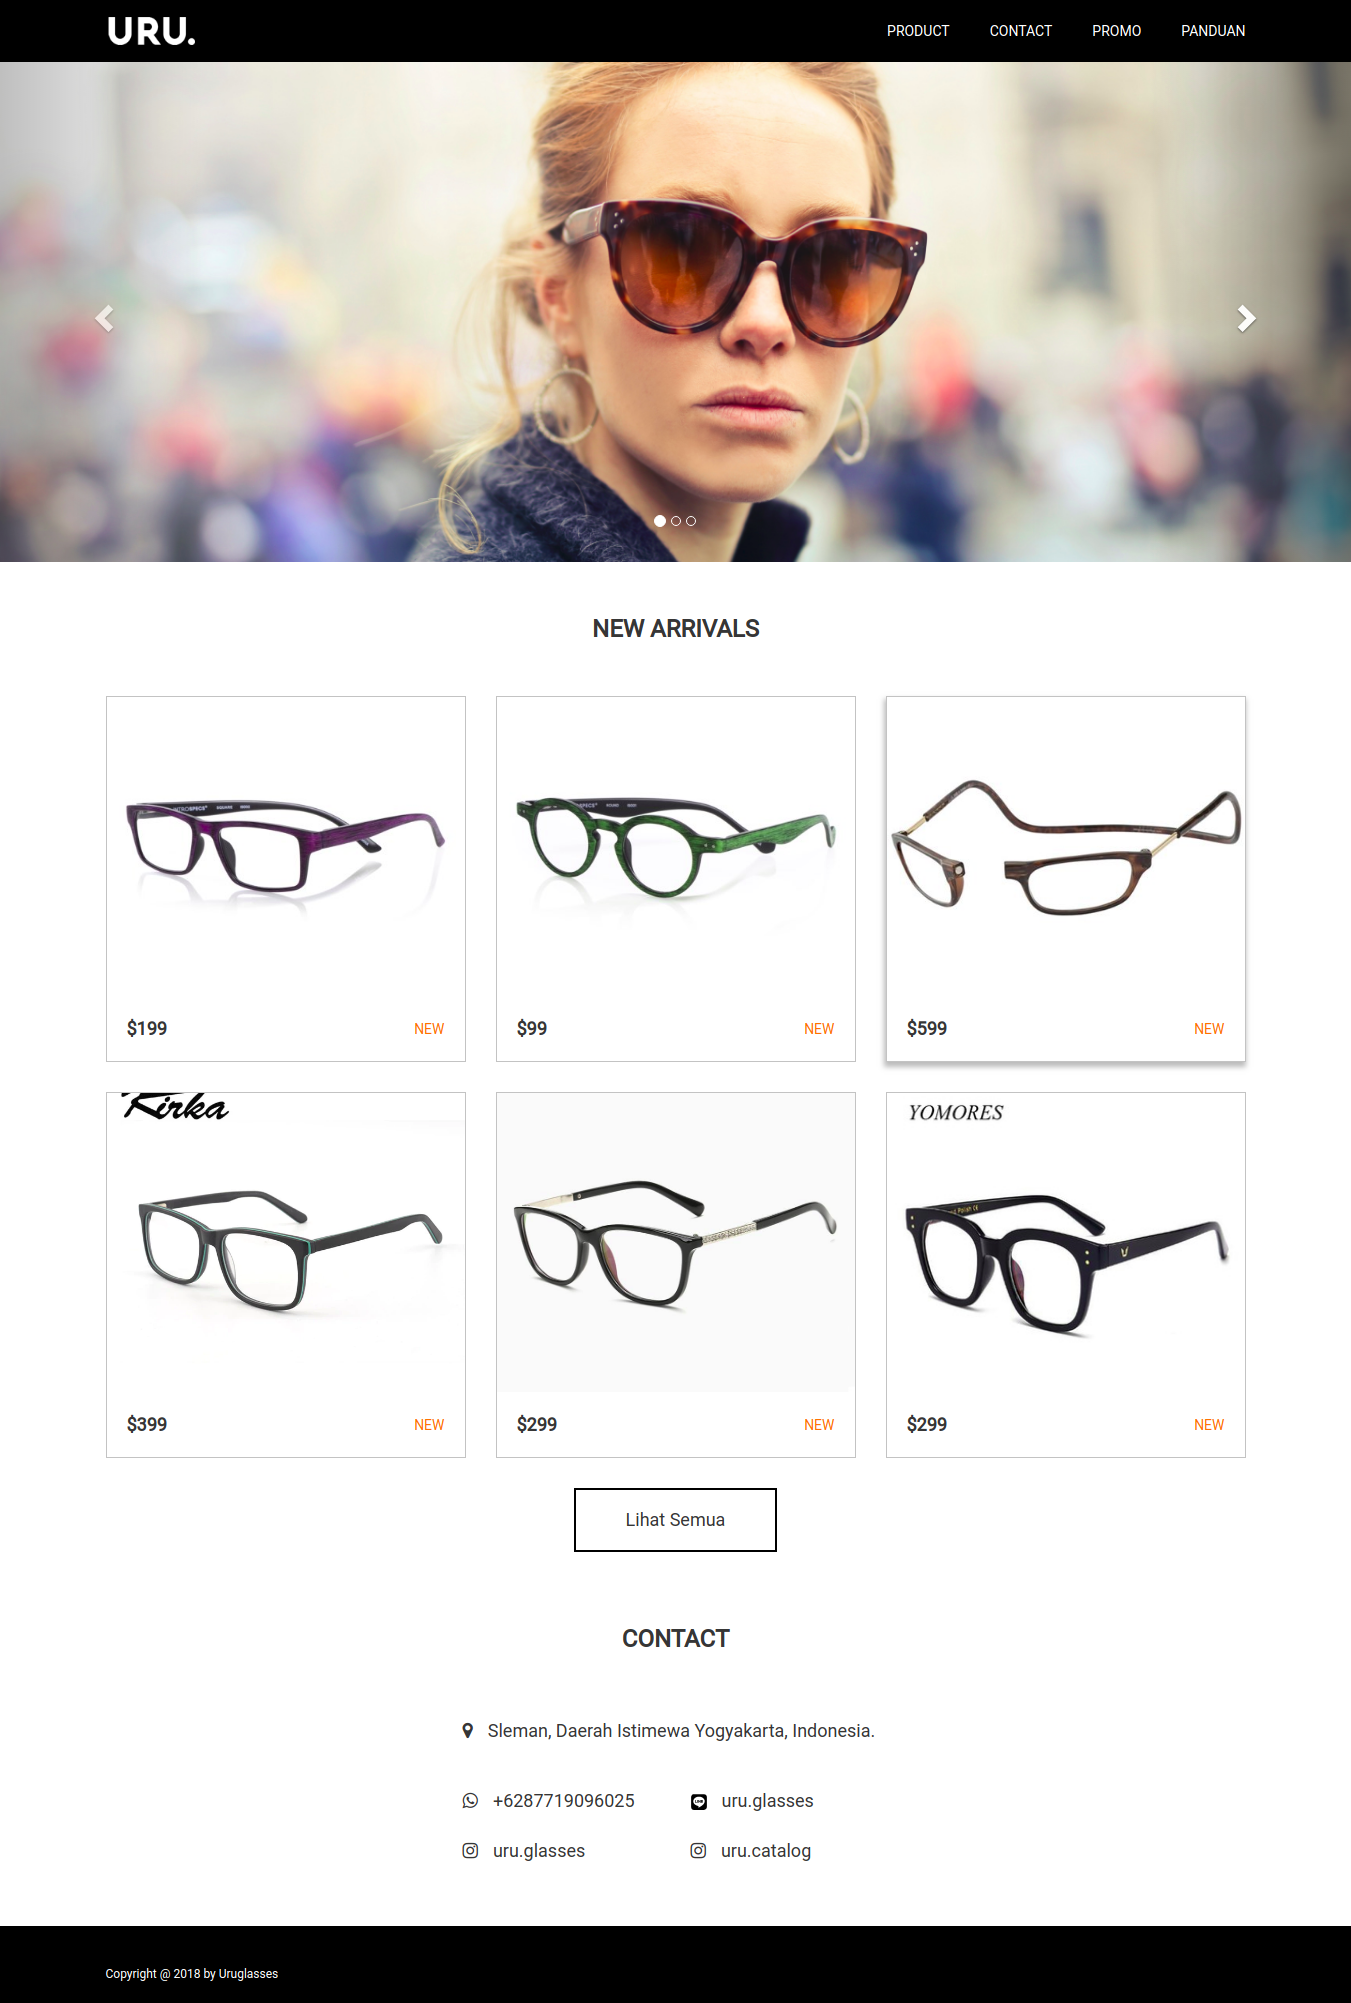 URU.
PRODUCT CONTACT PROMO PANDUAN
NEW ARRIVALS
$199 NEW
$99 NEW
$599 NEW
Kirka
YOMORES
$399 NEW
$299 NEW
$299 NEW
Lihat Semua
CONTACT
Sleman, Daerah Istimewa Yogyakarta, Indonesia.
+6287719096025 uru.glasses
uru.glasses uru.catalog
Copyright @ 2018 by Uruglasses